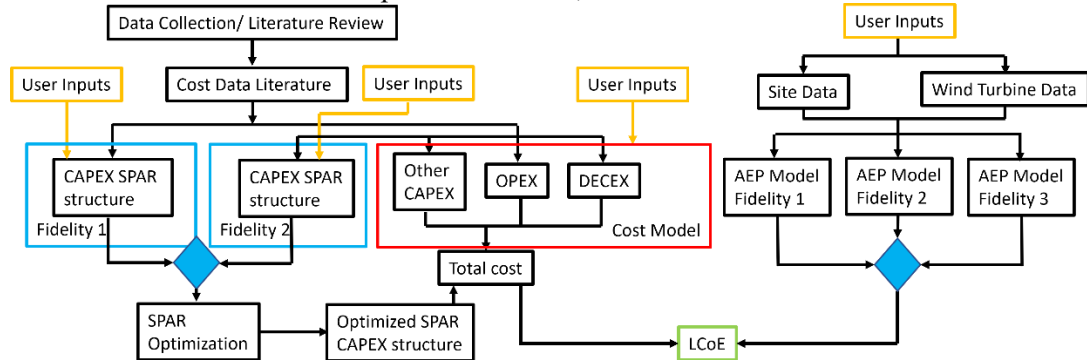 Data Collection/ Literature Review
User Inputs
User Inputs
Cost Data Literature
User Inputs
User Inputs
Site Data
Wind Turbine Data
CAPEX SPAR
structure
Fidelity 1
CAPEX SPAR
structure
Fidelity 2
Other
CAPEX
OPEX
DECEX
Cost Model
AEP Model
Fidelity 1
AEP Model
Fidelity 2
AEP Model
Fidelity 3
Total cost
SPAR
Optimization
Optimized SPAR
CAPEX structure
LCoE